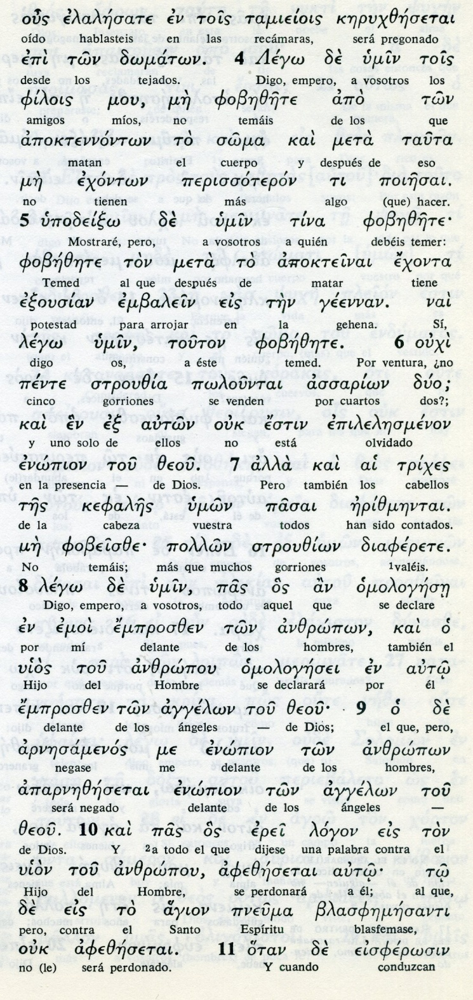 οὖς ἐλαλήσατε ἐν τοῖς ταμιείοις κηρυχθήσεται
oído hablasteis en las recámaras, será pregonado
ἐπὶ τῶν δωμάτων. 4 Λέγω δὲ ὑμῖν τοῖς
desde los tejados. Digo, empero, a vosotros los
φίλοις μου, μὴ φοβηθῆτε ἀπὸ τῶν
amigos míos, no temáis de los que
ἀποκτεννόντων τὸ σῶμα καὶ μετὰ ταῦτα
matan el cuerpo y después de eso
μὴ ἐχόντων περισσότερόν τι ποιῆσαι.
no tienen más algo (que) hacer.
5 ὑποδείξω δὲ ὑμῖν τίνα φοβηθῆτε·
Mostraré, pero, a vosotros a quién debéis temer:
φοβήθητε τὸν μετὰ τὸ ἀποκτεῖναι ἔχοντα
Temed al que después de matar tiene
ἐξουσίαν ἐμβαλεῖν εἰς τὴν γέενναν. ναὶ
potestad para arrojar en la gehena. Sí,
λέγω ὑμῖν, τοῦτον φοβήθητε. 6 οὐχὶ
digo os, a éste temed. Por ventura, ¿no
πέντε στρουθία πωλοῦνται ἀσσαρίων δύο;
cinco gorriones se venden por cuartos dos?;
καὶ ἓν ἐξ αὐτῶν οὐκ ἔστιν ἐπιλελησμένον
y uno solo de ellos no está olvidado
ἐνώπιον τοῦ θεοῦ. 7 ἀλλὰ καὶ αἱ τρίχες
en la presencia — de Dios. Pero también los cabellos
τῆς κεφαλῆς ὑμῶν πᾶσαι ἠρίθμηνται.
de la cabeza vuestra todos han sido contados.
μὴ φοβεῖσθε· πολλῶν στρουθίων διαφέρετε.
No temáis; más que muchos gorriones 1valéis.
8 λέγω δὲ ὑμῖν, πᾶς ὃς ἂν ὁμολογήσῃ
Digo, empero, a vosotros, todo aquel que se declare
ἐν ἐμοὶ ἔμπροσθεν τῶν ἀνθρώπων, καὶ ὁ
por mí delante de los hombres, también el
υἱὸς τοῦ ἀνθρώπου ὁμολογήσει ἐν αὐτῷ
Hijo del Hombre se declarará por él
ἔμπροσθεν τῶν ἀγγέλων τοῦ θεοῦ· 9 ὁ δὲ
delante de los ángeles — de Dios; el que, pero,
ἀρνησάμενός με ἐνώπιον τῶν ἀνθρώπων
negase me delante de los hombres,
ἀπαρνηθήσεται ἐνώπιον τῶν ἀγγέλων τοῦ
será negado delante de los ángeles —
θεοῦ. 10 καὶ πᾶς ὃς ἐρεῖ λόγον εἰς τὸν
de Dios. Y 2a todo el que dijese una palabra contra el
υἱὸν τοῦ ἀνθρώπου, ἀφεθήσεται αὐτῷ· τῷ
Hijo del Hombre, se perdonará a él; al que,
δὲ εἰς τὸ ἅγιον πνεῦμα βλασφημήσαντι
pero, contra el Santo Espíritu blasfemase,
οὐκ ἀφεθήσεται. 11 ὅταν δὲ εἰσφέρωσιν
no (le) será perdonado. Y cuando conduzcan